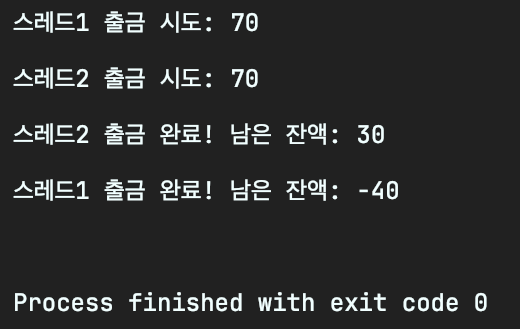 스레드1 출금 시도: 70
스레드2 출금 시도: 70
스레드2 출금 완료! 남은 잔액: 30
스레드1 출금 완료! 남은 잔액: -40
Process finished with exit code 0